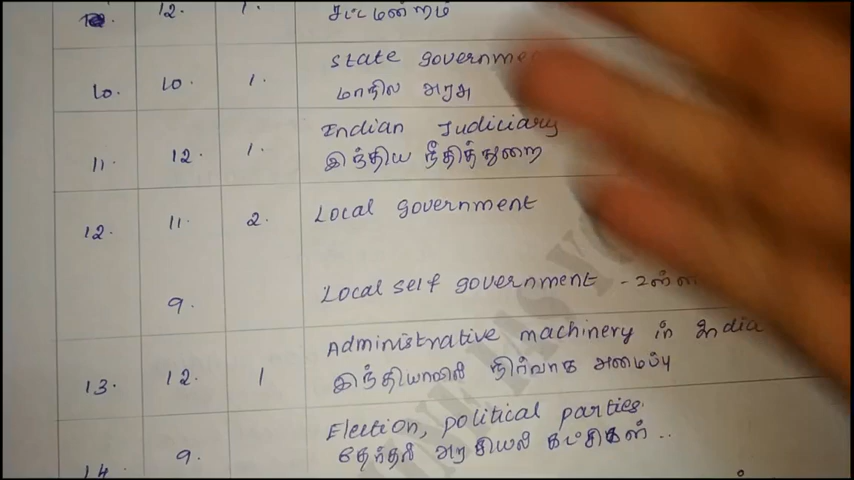 12. 1. சட்டமன்றம்
10. 10. 1. State government
மாநில அரசு
11. 12. 1. Indian Judiciary
இந்திய நீதித்துறை
12. 11. 2. Local government
9. Local self government -
13. 12. 1 Administrative machinery in India
இந்தியாவில் நிர்வாக அமைப்பு
14 9. Election, political parties.
தேர்தல் அரசியல் கட்சிகள் ..